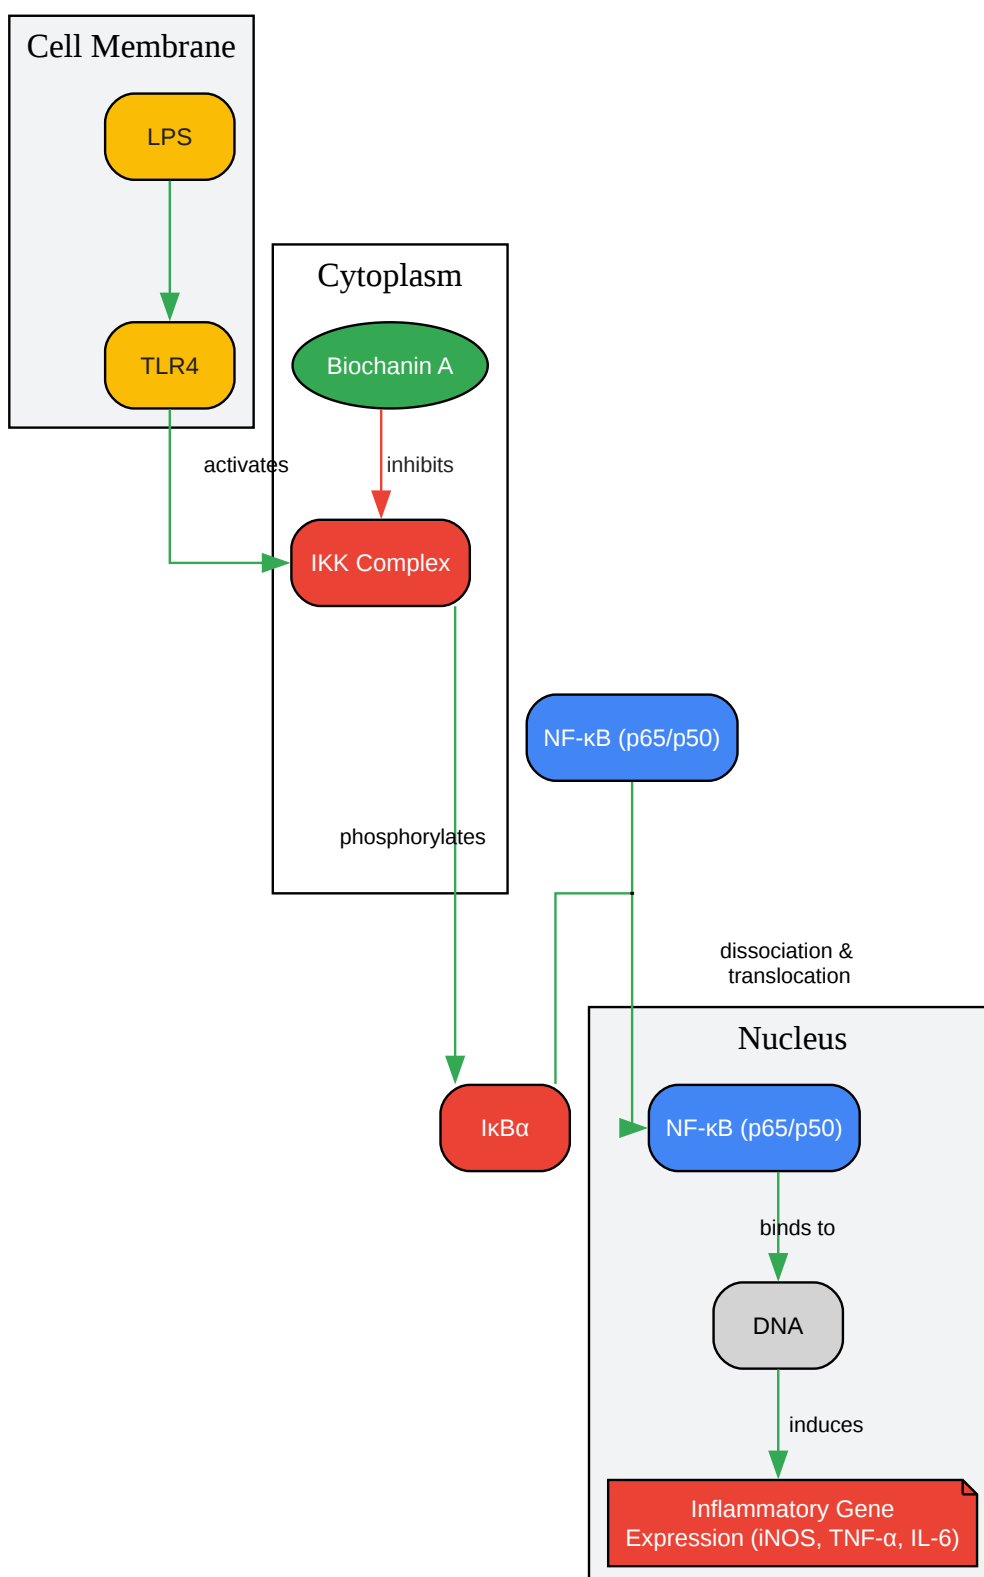 Cell Membrane
LPS
TLR4
activates
Cytoplasm
Biochanin A
inhibits
IKK Complex
phosphorylates
NF-κB (p65/p50)
dissociation &
translocation
IκBα
Nucleus
NF-κB (p65/p50)
binds to
DNA
induces
Inflammatory Gene
Expression (iNOS, TNF-α, IL-6)